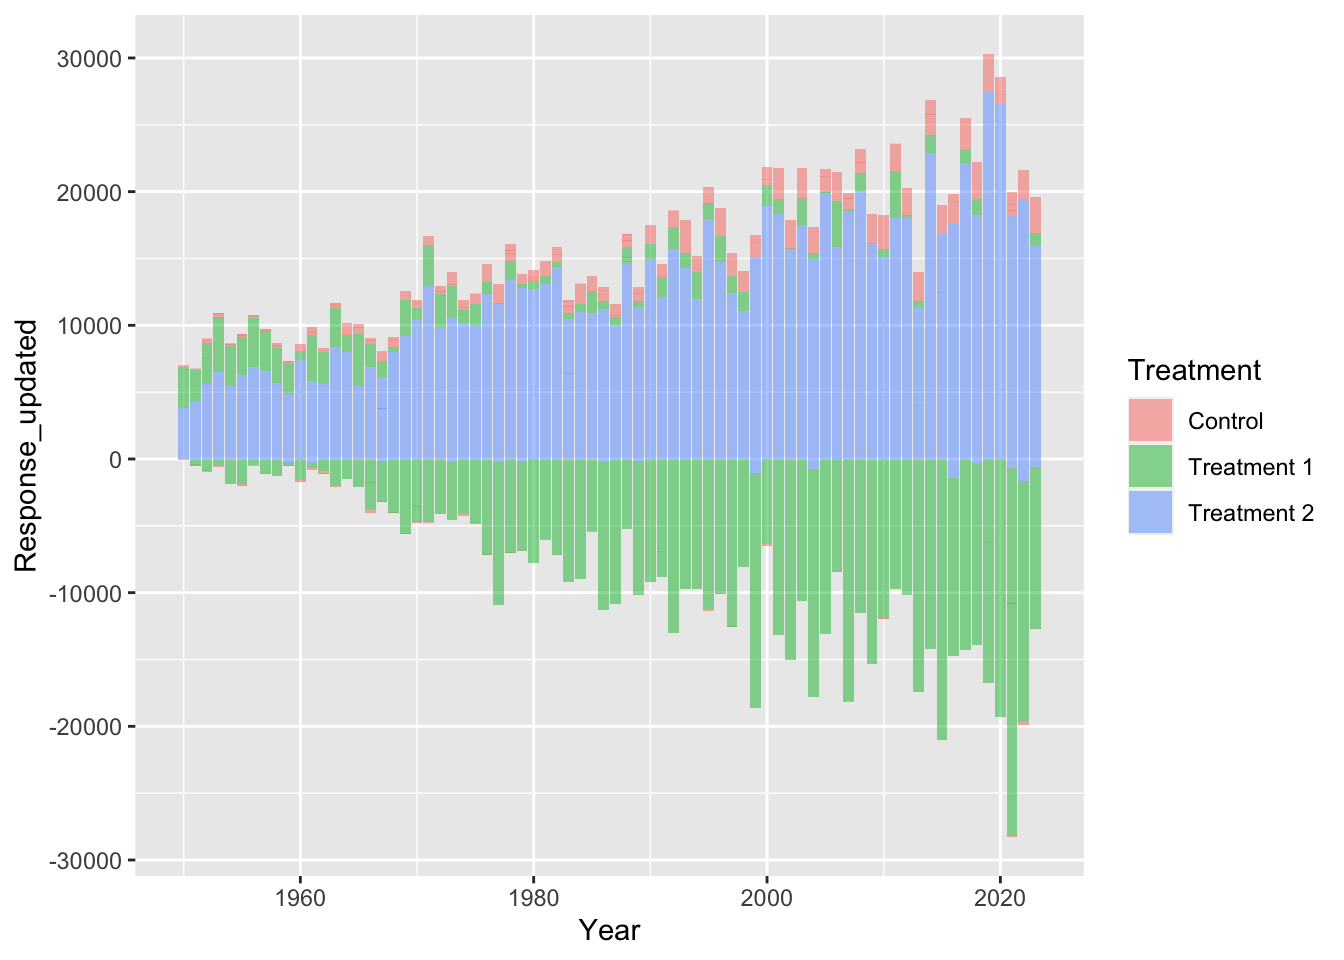 30000
20000
10000
0
-10000
-20000
-30000
Response_updated
1960
1980
2000
2020
Year
Treatment
Control
Treatment 1
Treatment 2